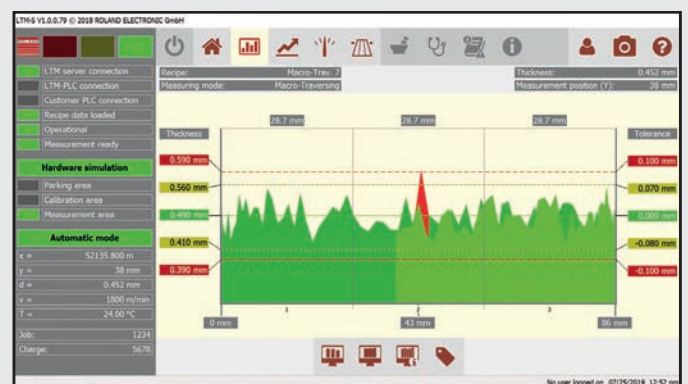 LTM-S V1.0.0.79 © 2018 ROLAND ELECTRONIC GmbH
LTM server connection
LTM-PLC connection
Customer PLC connection
Recipe data loaded
Operational
Measurement ready
Hardware simulation
Parking area
Calibration area
Measurement area
Automatic mode
x = 52135.800 m
y = 38 mm
d = 0.452 mm
v = 1800 m/min
T = 24.00 °C
Job: 1234
Charge: 5678
Recipe: Macro-Trav. 7
Measuring mode: Macro-Traversing
Thickness: 0.452 mm
Measurement position (Y): 38 mm
28.7 mm 28.7 mm 28.7 mm
Thickness Tolerance
0.590 mm 0.100 mm
0.560 mm 0.070 mm
0.490 mm 0.000 mm
0.410 mm -0.080 mm
0.390 mm -0.100 mm
1 2 3
0 mm 43 mm 86 mm
No user logged on 07/25/2018 12:52 pm